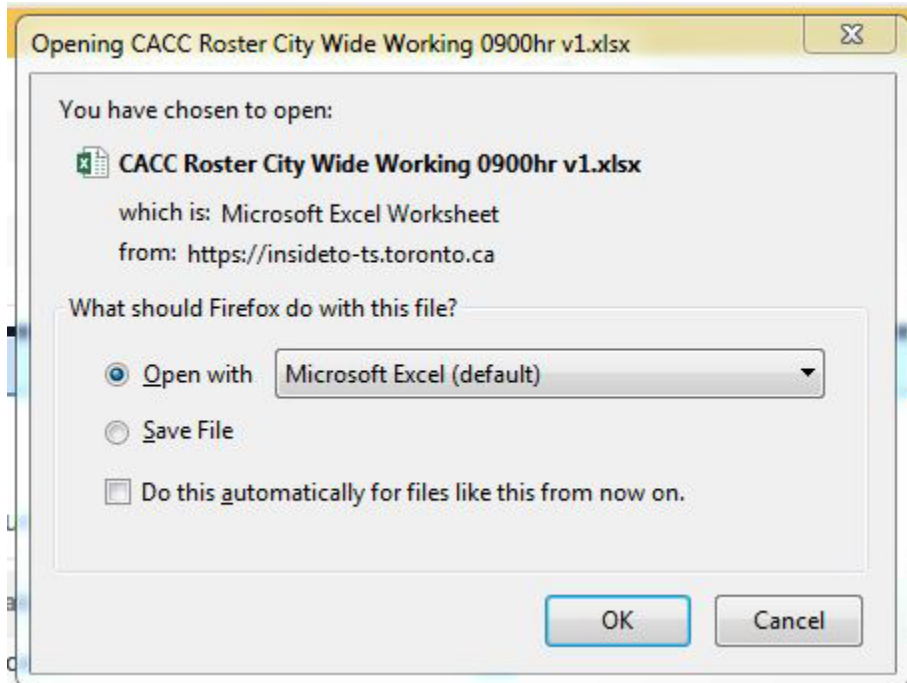 Opening CACC Roster City Wide Working 0900hr v1.xlsx
You have chosen to open:
CACC Roster City Wide Working 0900hr v1.xlsx
which is: Microsoft Excel Worksheet
from: https://insideto-ts.toronto.ca
What should Firefox do with this file?
Open with Microsoft Excel (default)
Save File
Do this automatically for files like this from now on.
OK Cancel